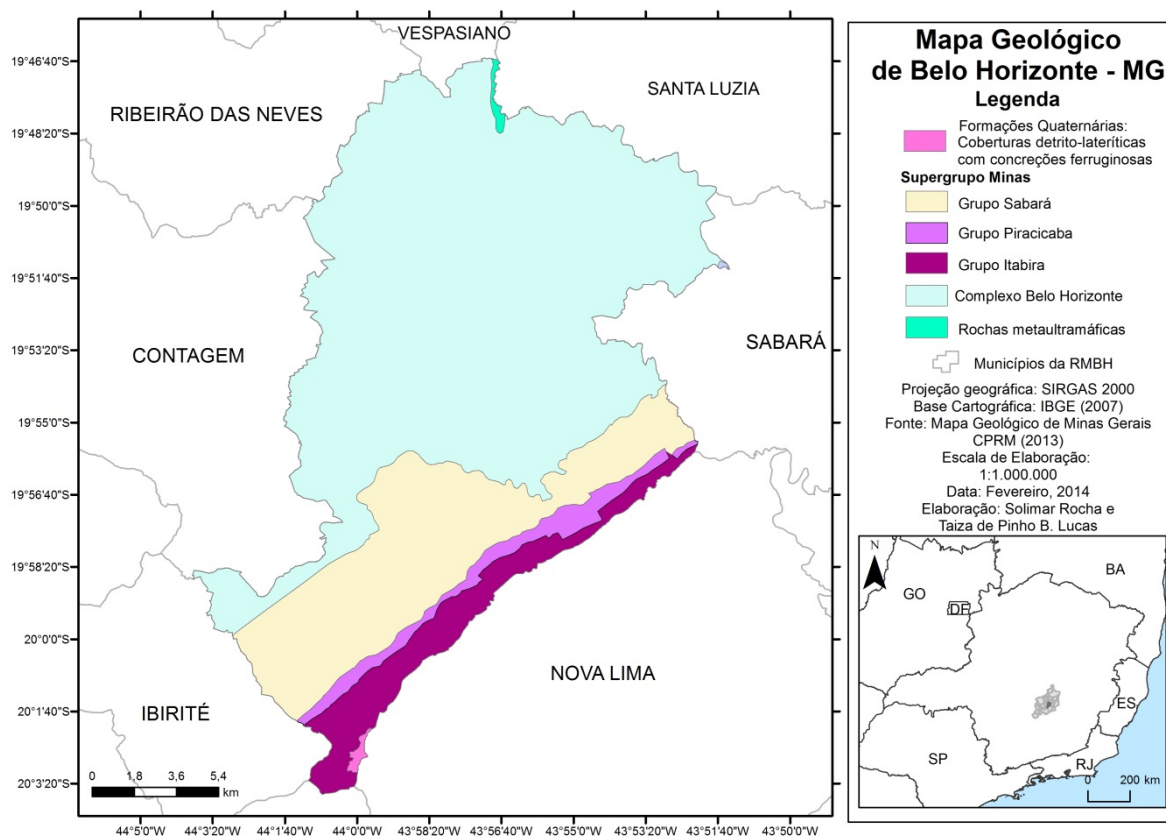 VESPASIANO
SANTA LUZIA
RIBEIRÃO DAS NEVES
CONTAGEM
SABARÁ
NOVA LIMA
IBIRITÉ
19°46'40"S
19°48'20"S
19°50'0"S
19°51'40"S
19°53'20"S
19°55'0"S
19°56'40"S
19°58'20"S
20°0'0"S
20°1'40"S
20°3'20"S
0 1,8 3,6 5,4
km
44°5'0"W 44°3'20"W 44°1'40"W 44°0'0"W 43°58'20"W 43°56'40"W 43°55'0"W 43°53'20"W 43°51'40"W 43°50'0"W
Mapa Geológico
de Belo Horizonte - MG
Legenda
Formações Quaternárias:
Coberturas detrito-lateríticas
com concreções ferruginosas
Supergrupo Minas
Grupo Sabará
Grupo Piracicaba
Grupo Itabira
Complexo Belo Horizonte
Rochas metaultramáficas
Municípios da RMBH
Projeção geográfica: SIRGAS 2000
Base Cartográfica: IBGE (2007)
Fonte: Mapa Geológico de Minas Gerais
CPRM (2013)
Escala de Elaboração:
1:1.000.000
Data: Fevereiro, 2014
Elaboração: Solimar Rocha e
Taiza de Pinho B. Lucas
N
BA
GO
DF
ES
SP
RJ
0 200 km